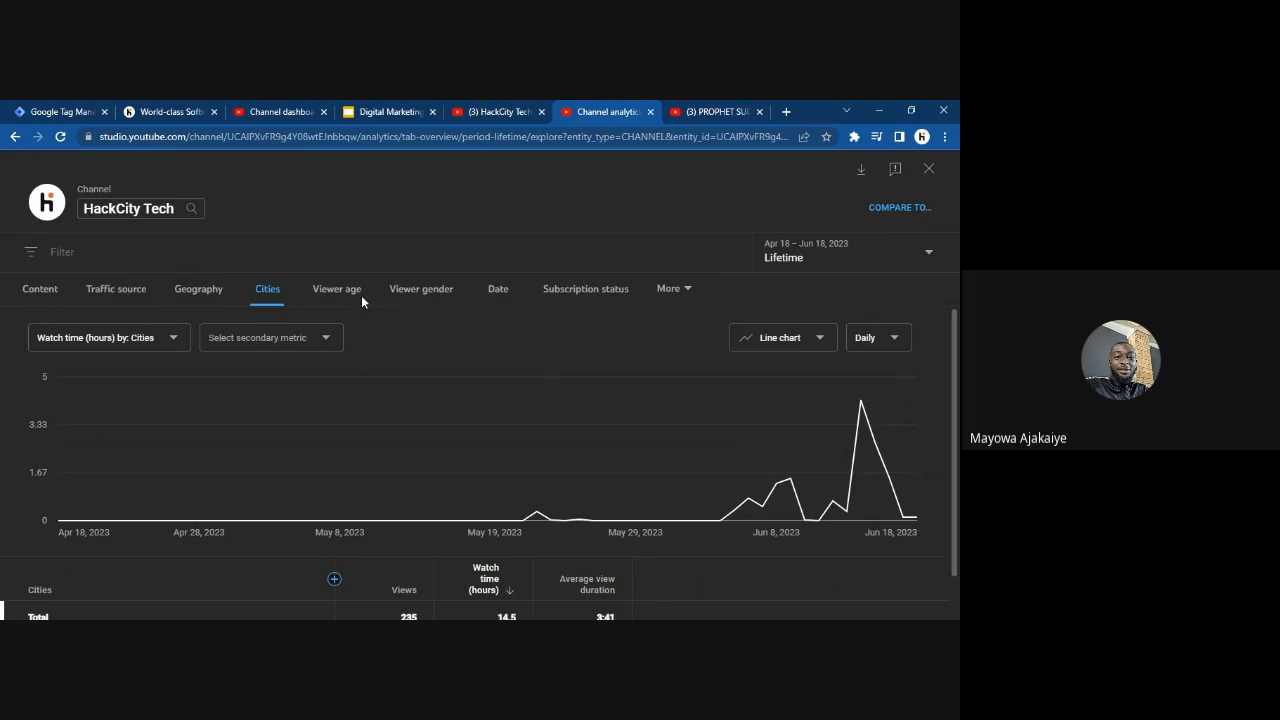 Google Tag Mana
World-class Softw
Channel dashboa
Digital Marketing
(3) HackCity Tech
Channel analytics
(3) PROPHET SUD
studio.youtube.com/channel/UCAIPXvFR9g4Y08wtEJnbbqw/analytics/tab-overview/period-lifetime/explore?entity_type=CHANNEL&entity_id=UCAIPXvFR9g4...
Channel
HackCity Tech
COMPARE TO...
Filter
Apr 18 – Jun 18, 2023
Lifetime
Content
Traffic source
Geography
Cities
Viewer age
Viewer gender
Date
Subscription status
More
Watch time (hours) by: Cities
Select secondary metric
Line chart
Daily
5
3.33
1.67
0
Apr 18, 2023
Apr 28, 2023
May 8, 2023
May 19, 2023
May 29, 2023
Jun 8, 2023
Jun 18, 2023
Cities
Views
Watch
time
(hours)
Average view
duration
Total
235
14.5
3:41
Mayowa Ajakaiye